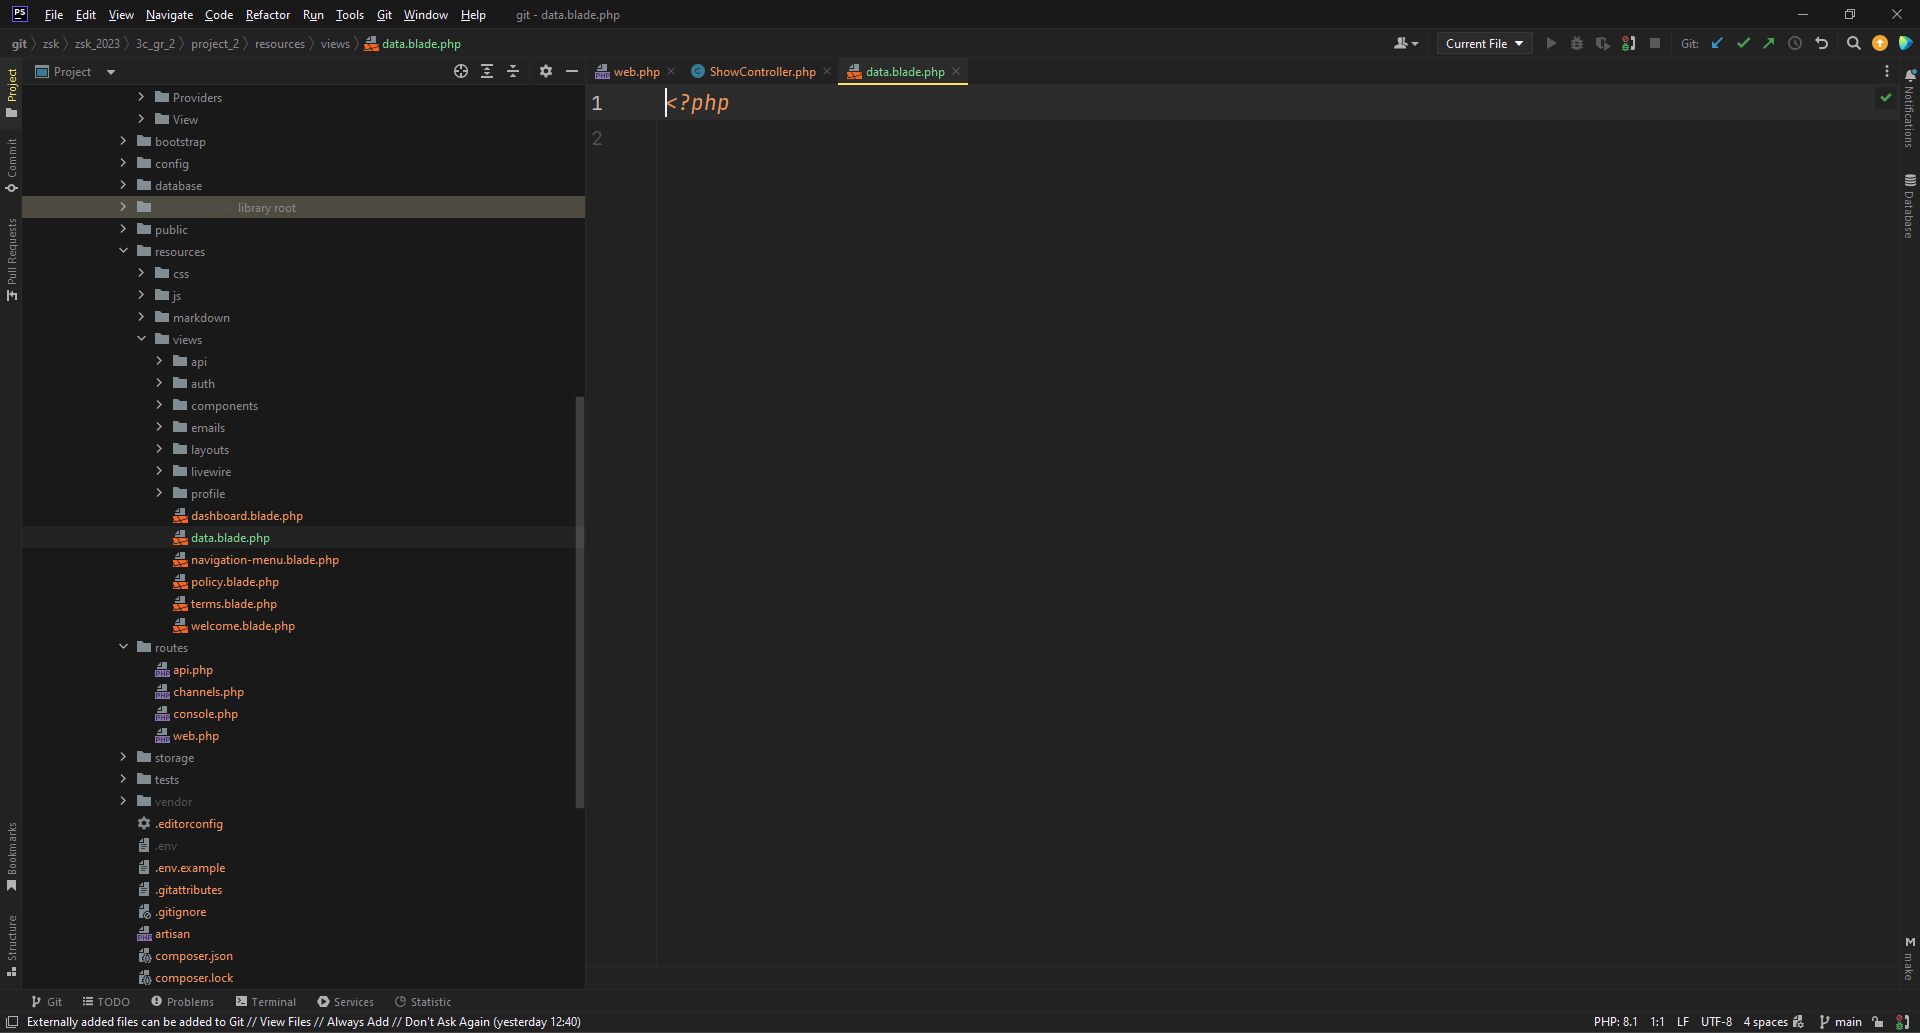 PS File Edit View Navigate Code Refactor Run Tools Git Window Help git - data.blade.php
git zsk zsk_2023 3c_gr_2 project_2 resources views data.blade.php Current File Git:
Project
web.php ShowController.php data.blade.php
Project
Commit
Pull Requests
Bookmarks
Structure
Providers
View
bootstrap
config
database
library root
public
resources
css
js
markdown
views
api
auth
components
emails
layouts
livewire
profile
dashboard.blade.php
data.blade.php
navigation-menu.blade.php
policy.blade.php
terms.blade.php
welcome.blade.php
routes
api.php
channels.php
console.php
web.php
storage
tests
vendor
.editorconfig
.env
.env.example
.gitattributes
.gitignore
artisan
composer.json
composer.lock
1 <?php
2
Notifications
Database
M make
Git TODO Problems Terminal Services Statistic
Externally added files can be added to Git // View Files // Always Add // Don't Ask Again (yesterday 12:40) PHP: 8.1 1:1 LF UTF-8 4 spaces main